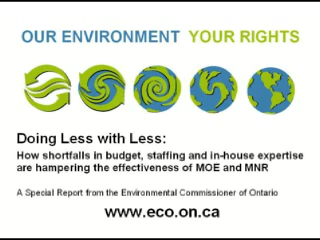 OUR ENVIRONMENT YOUR RIGHTS
Doing Less with Less:
How shortfalls in budget, staffing and in-house expertise
are hampering the effectiveness of MOE and MNR
A Special Report from the Environmental Commissioner of Ontario
www.eco.on.ca